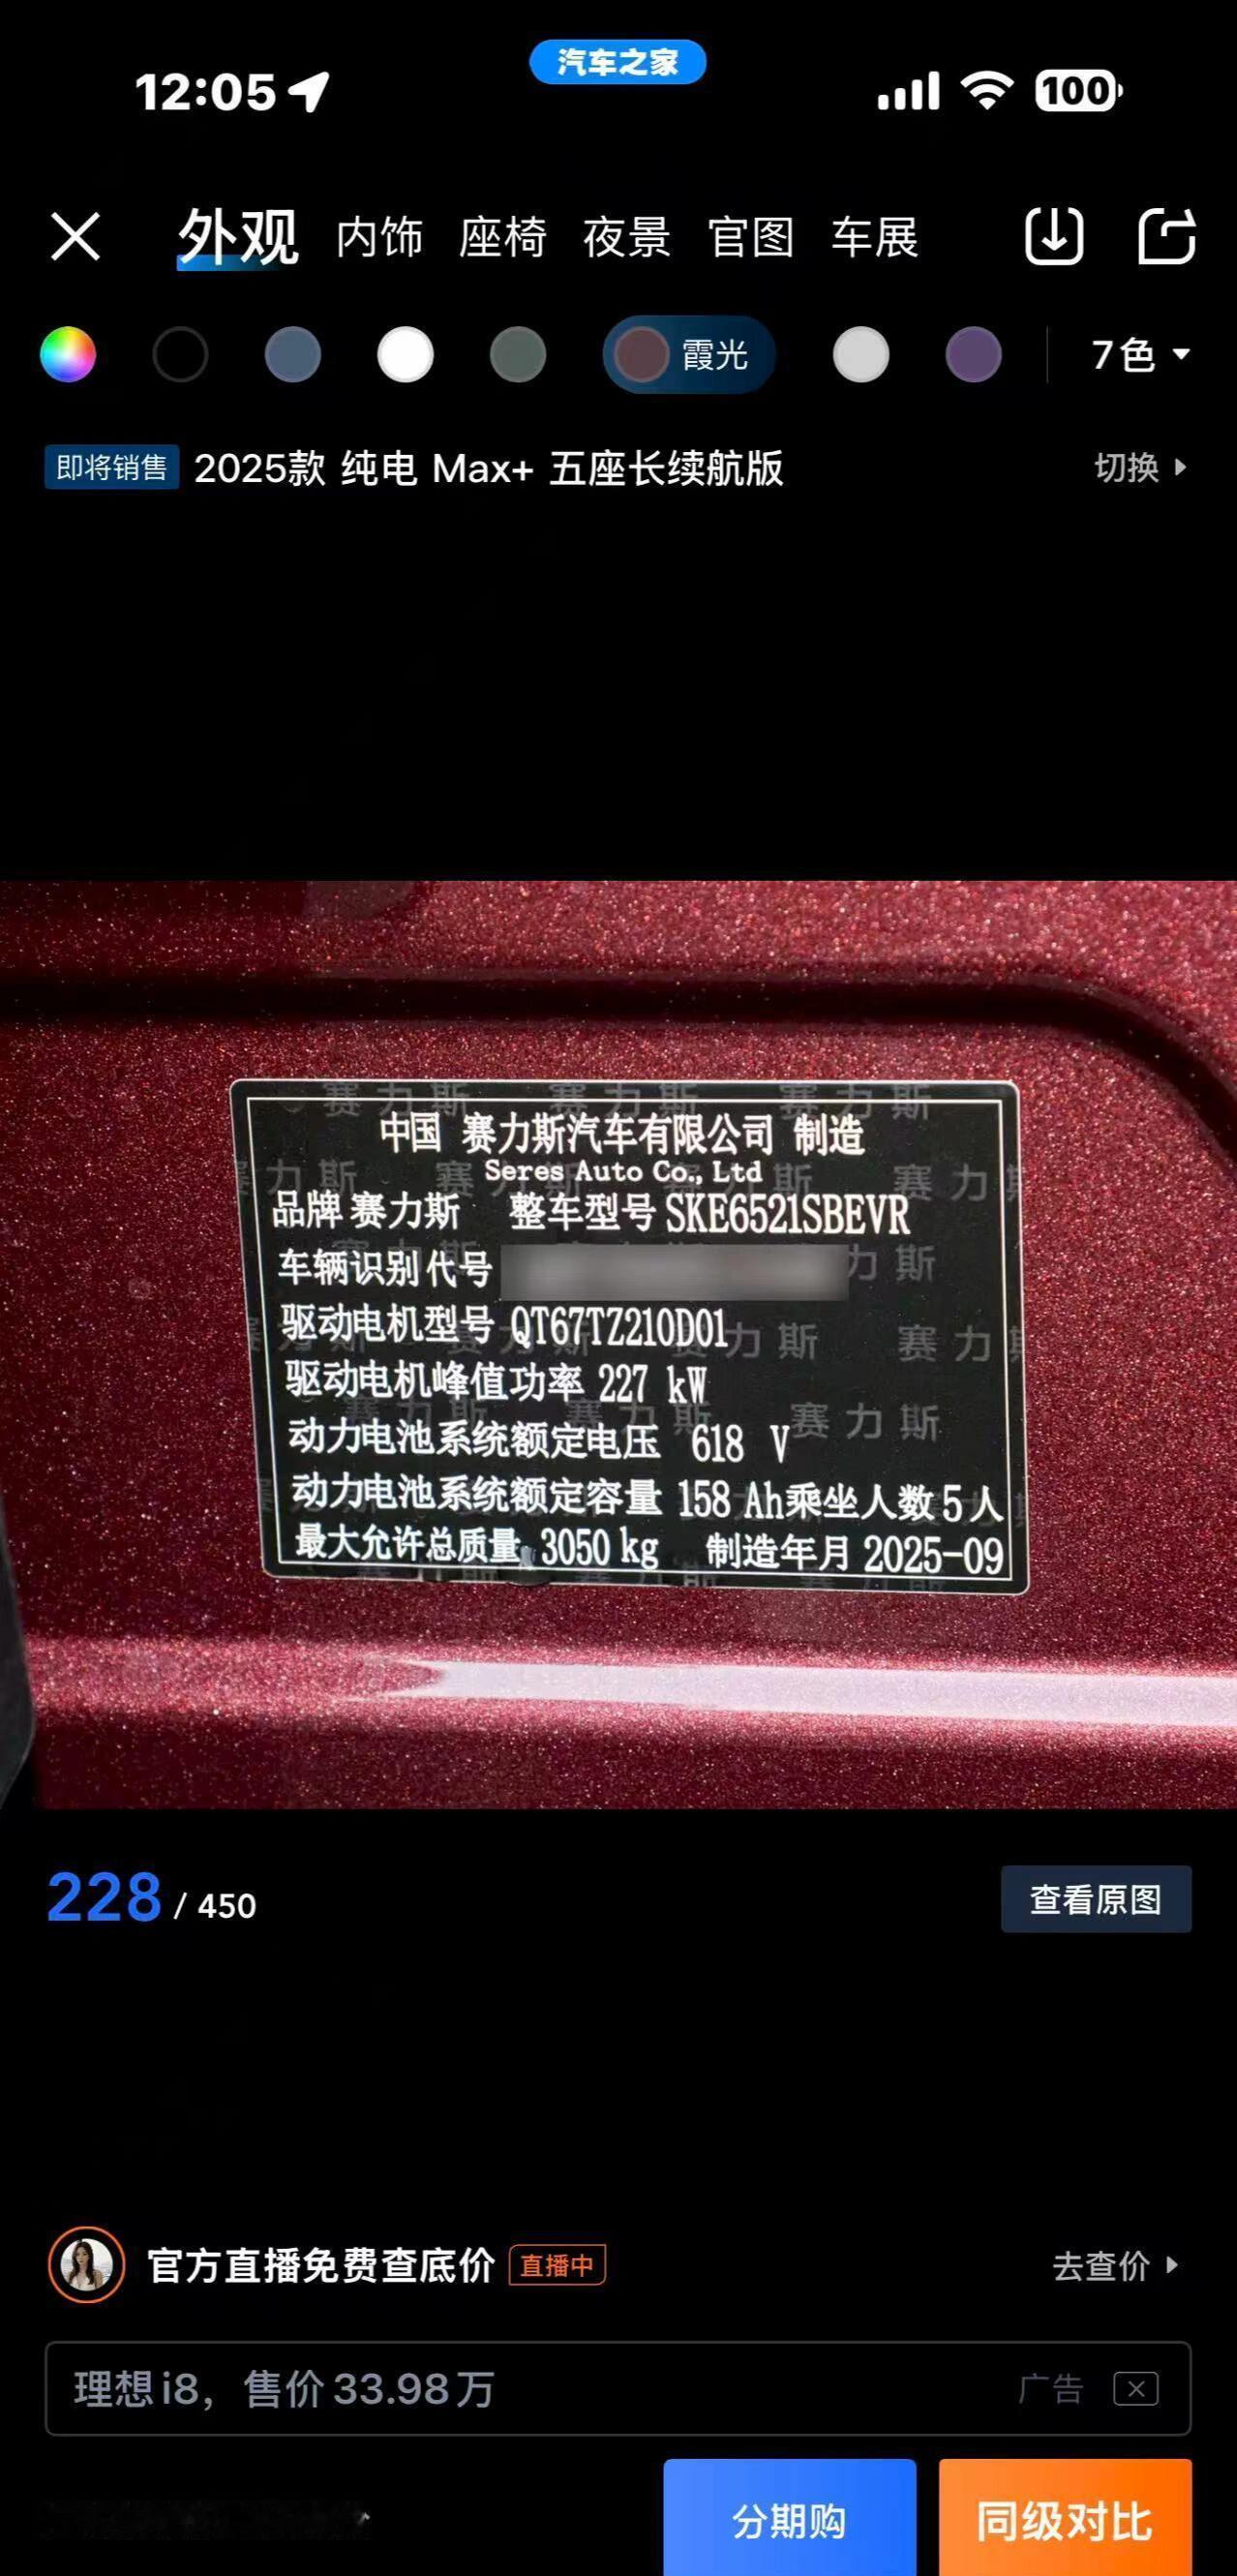 汽车之家
12:05
100
外观 内饰 座椅 夜景 官图 车展
霞光 7色
即将销售 2025款 纯电 Max+ 五座长续航版 切换
中国 赛力斯汽车有限公司 制造
Seres Auto Co., Ltd
品牌 赛力斯 整车型号 SKE6521SBEVR
车辆识别代号
驱动电机型号 QT67TZ210D01
驱动电机峰值功率 227 kW
动力电池系统额定电压 618 V
动力电池系统额定容量 158 Ah 乘坐人数 5 人
最大允许总质量 3050 kg 制造年月 2025-09
228 / 450 查看原图
官方直播免费查底价 直播中 去查价
理想i8，售价33.98万 广告
分期购 同级对比